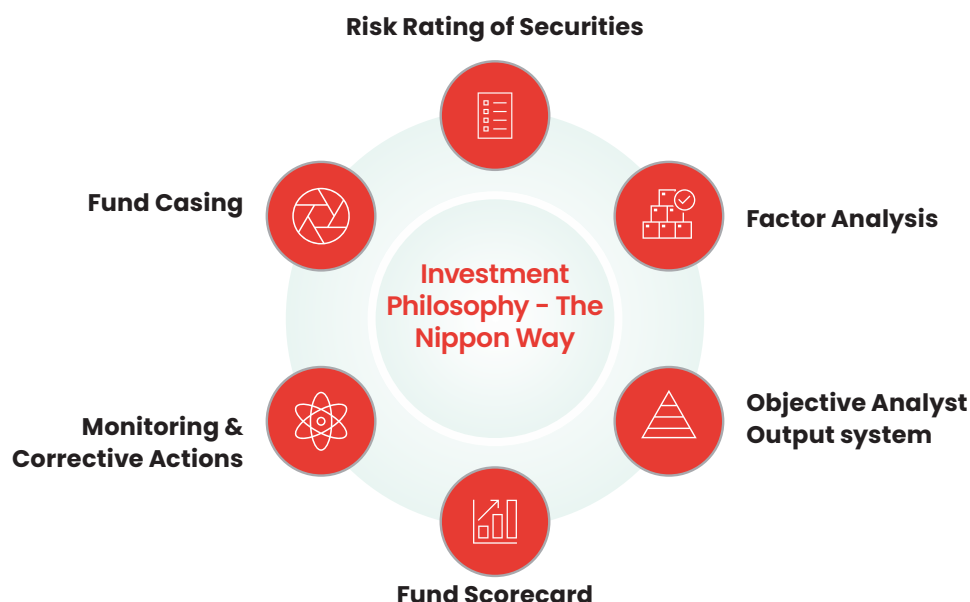 Risk Rating of Securities
Fund Casing
Factor Analysis
Investment
Philosophy - The
Nippon Way
Objective Analyst
Output system
Monitoring &
Corrective Actions
Fund Scorecard